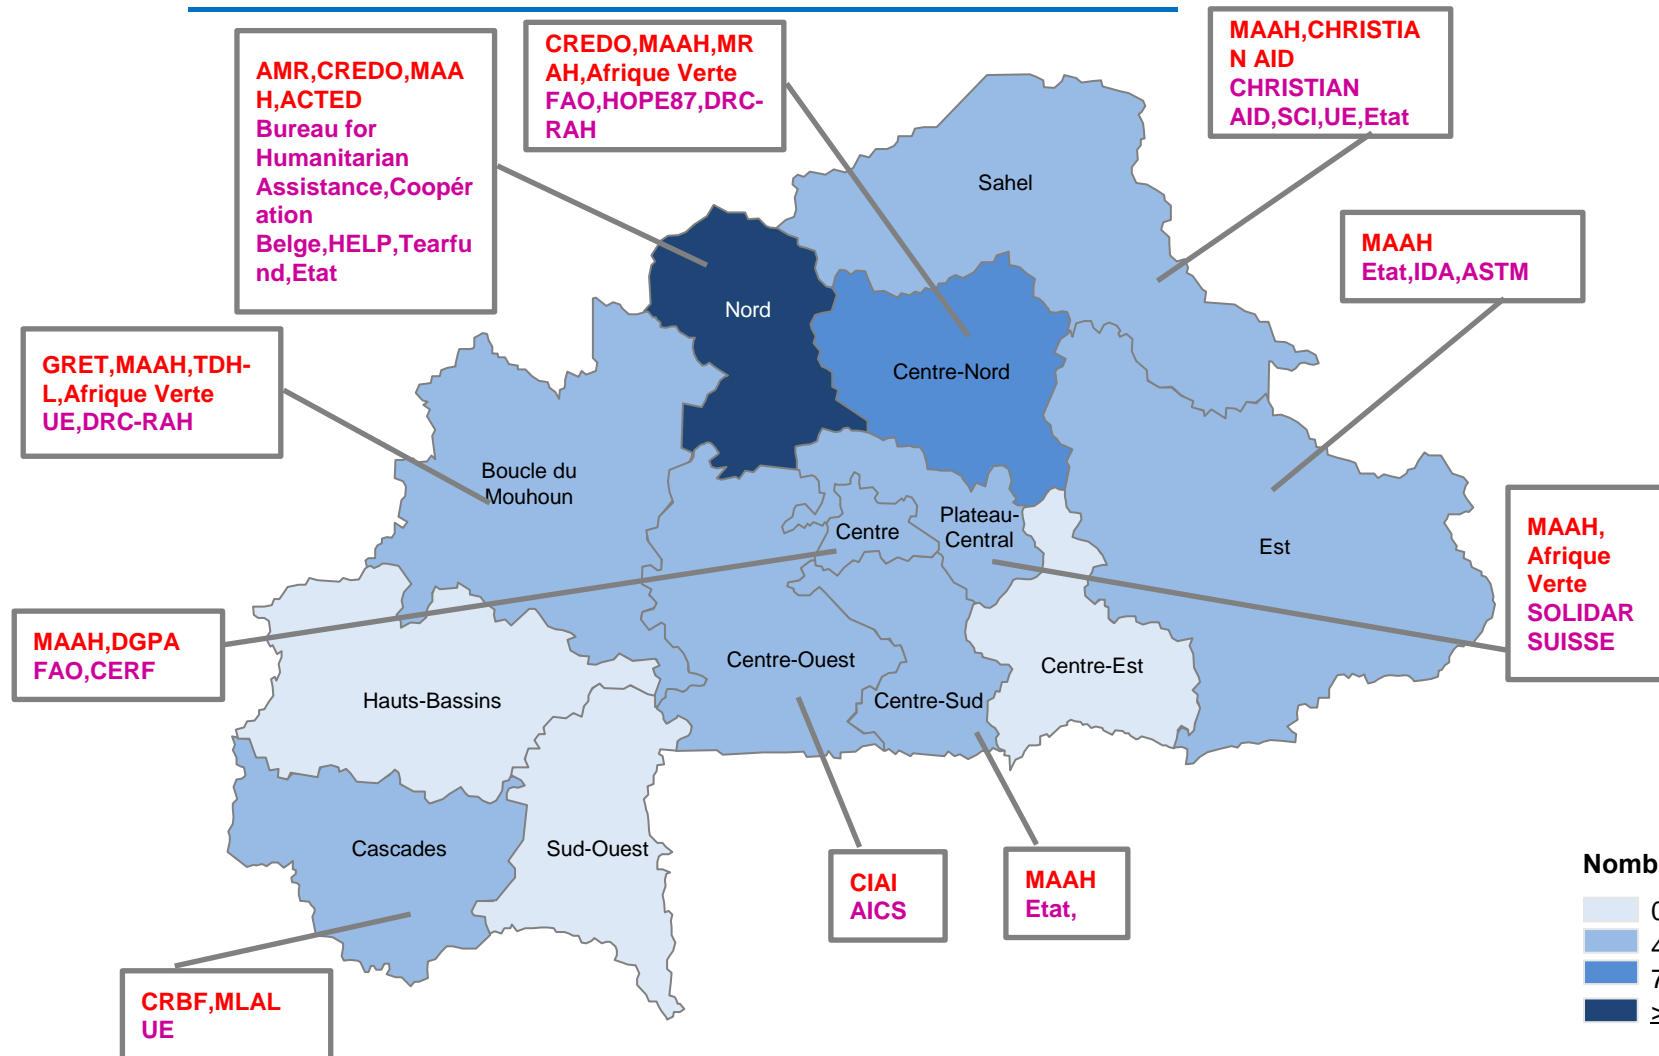 AMR,CREDO,MAA
H,ACTED
Bureau for
Humanitarian
Assistance,Coopér
ation
Belge,HELP,Tearfu
nd,Etat
CREDO,MAAH,MR
AH,Afrique Verte
FAO,HOPE87,DRC-
RAH
MAAH,CHRISTIA
N AID
CHRISTIAN
AID,SCI,UE,Etat
Sahel
MAAH
Etat,IDA,ASTM
Nord
Centre-Nord
GRET,MAAH,TDH-
L,Afrique Verte
UE,DRC-RAH
Boucle du
Mouhoun
Centre
Plateau-
Central
Est
MAAH,
Afrique
Verte
SOLIDAR
SUISSE
MAAH,DGPA
FAO,CERF
Centre-Ouest
Centre-Est
Hauts-Bassins
Centre-Sud
Cascades
Sud-Ouest
CIAI
AICS
MAAH
Etat,
CRBF,MLAL
UE
Nomb
0
4
7
≥